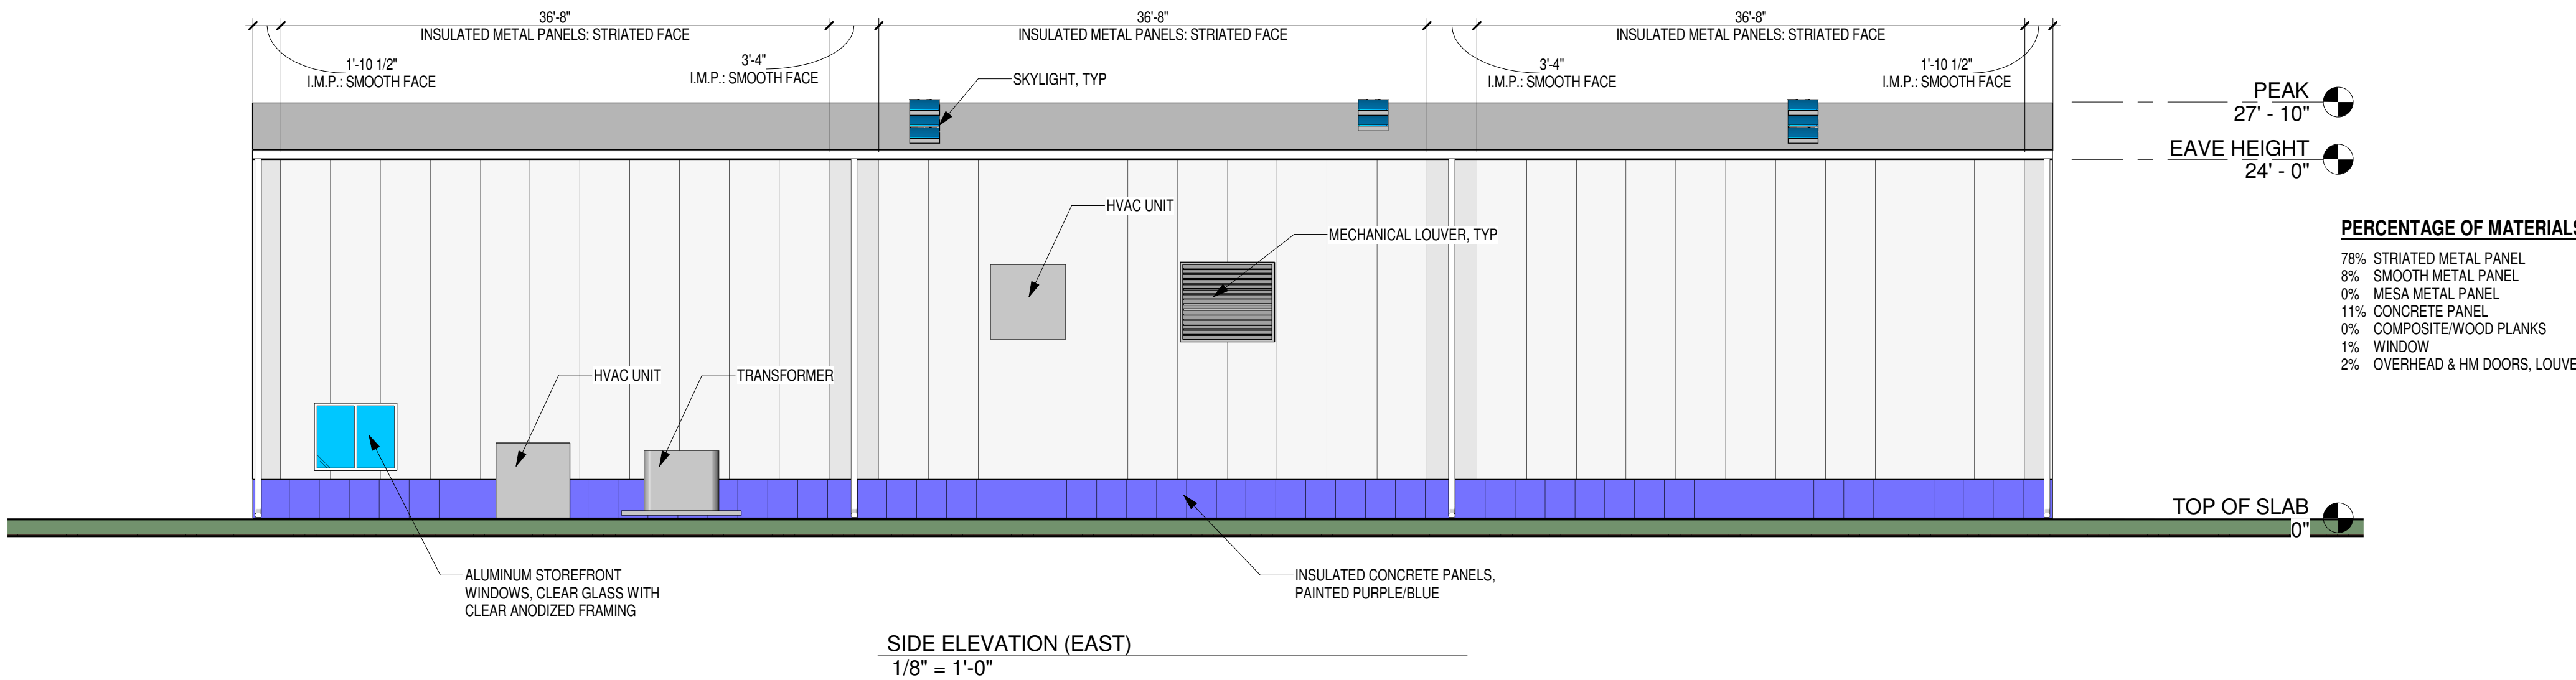 36'-8"
INSULATED METAL PANELS: STRIATED FACE
36'-8"
INSULATED METAL PANELS: STRIATED FACE
36'-8"
INSULATED METAL PANELS: STRIATED FACE
1'-10 1/2"
I.M.P.: SMOOTH FACE
3'-4"
I.M.P.: SMOOTH FACE
3'-4"
I.M.P.: SMOOTH FACE
1'-10 1/2"
I.M.P.: SMOOTH FACE
SKYLIGHT, TYP
PEAK
27' - 10"
EAVE HEIGHT
24' - 0"
HVAC UNIT
MECHANICAL LOUVER, TYP
PERCENTAGE OF MATERIALS
78% STRIATED METAL PANEL
8% SMOOTH METAL PANEL
0% MESA METAL PANEL
11% CONCRETE PANEL
0% COMPOSITE/WOOD PLANKS
1% WINDOW
2% OVERHEAD & HM DOORS, LOUVE
HVAC UNIT
TRANSFORMER
TOP OF SLAB
0"
ALUMINUM STOREFRONT
WINDOWS, CLEAR GLASS WITH
CLEAR ANODIZED FRAMING
INSULATED CONCRETE PANELS,
PAINTED PURPLE/BLUE
SIDE ELEVATION (EAST)
1/8" = 1'-0"